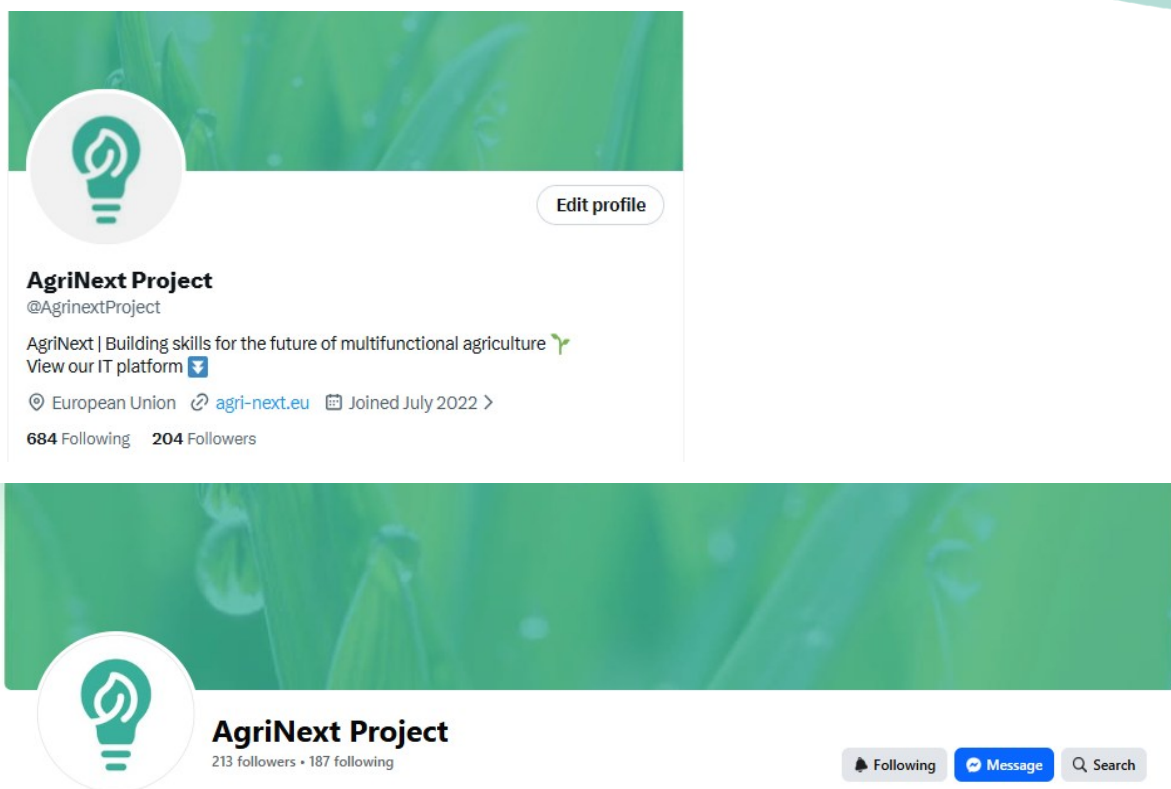 Edit profile
AgriNext Project
@AgrinextProject
AgriNext | Building skills for the future of multifunctional agriculture 🌱
View our IT platform ⏬
European Union agri-next.eu Joined July 2022 >
684 Following 204 Followers
AgriNext Project
213 followers • 187 following
Following Message Search